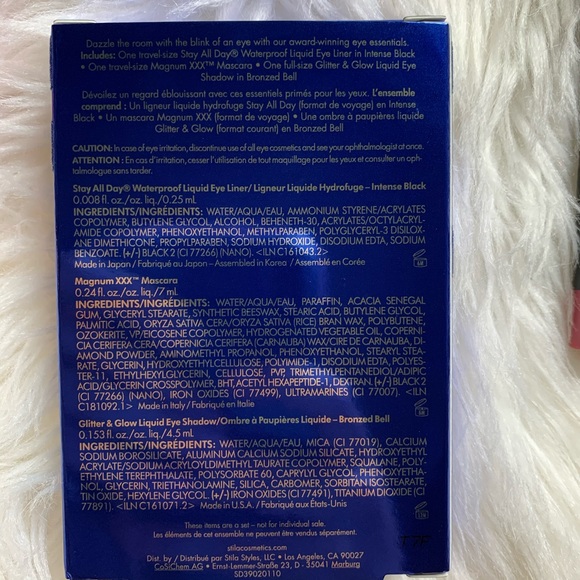 Dazzle the room with the blink of an eye with our award-winning eye essentials.
Includes: One travel-size Stay All Day® Waterproof Liquid Eye Liner in Intense
Black • One travel-size Magnum XXX™ Mascara • One full-size Glitter & Glow Liquid Eye
Shadow in Bronzed Bell
Dévoilez un regard éblouissant avec ces essentiels primés pour les yeux. L'ensemble
comprend : Un ligneur liquide hydrofuge Stay All Day (format de voyage) en Intense
Black • Un mascara Magnum XXX (format de voyage) • Une ombre à paupières liquide
Glitter & Glow (format courant) en Bronzed Bell
CAUTION: In case of eye irritation, discontinue use of all eye cosmetics and see your ophthalmologist at once.
ATTENTION : En cas d'irritation, cesser l'utilisation de tout maquillage pour les yeux et consulter un oph-
talmologue sans tarder.
Stay All Day® Waterproof Liquid Eye Liner/ Ligneur Liquide Hydrofuge – Intense Black
0.008 fl.oz./oz. liq./0.25 mL
INGREDIENTS/INGRÉDIENTS: WATER/AQUA/EAU, AMMONIUM STYRENE/ACRYLATES
COPOLYMER, BUTYLENE GLYCOL, ALCOHOL, BEHENETH-30, ACRYLATES/OCTYLACRYL-
AMIDE COPOLYMER, PHENOXYETHANOL, METHYLPARABEN, POLYGLYCERYL-3 DISILOX-
ANE DIMETHICONE, PROPYLPARABEN, SODIUM HYDROXIDE, DISODIUM EDTA, SODIUM
BENZOATE. (+/-) BLACK 2 (CI 77266) (NANO). <ILN C161043.2>
Made in Japan / Fabriqué au Japon – Assembled in Korea / Assemblé en Corée
6M
Magnum XXX™ Mascara
0.24 fl. oz./oz. liq./7 mL
INGREDIENTS/INGRÉDIENTS: WATER/AQUA/EAU, PARAFFIN, ACACIA SENEGAL
GUM, GLYCERYL STEARATE, SYNTHETIC BEESWAX, STEARIC ACID, BUTYLENE GLYCOL,
PALMITIC ACID, ORYZA SATIVA CERA/ORYZA SATIVA (RICE) BRAN WAX, POLYBUTENE,
OZOKERITE, VP/EICOSENE COPOLYMER, HYDROGENATED VEGETABLE OIL, COPERNI-
CIA CERIFERA CERA/COPERNICIA CERIFERA (CARNAUBA) WAX/CIRE DE CARNAUBA, DI-
AMOND POWDER, AMINOMETHYL PROPANOL, PHENOXYETHANOL, STEARYL STEA-
RATE, GLYCERIN, HYDROXYETHYLCELLULOSE, POLYIMIDE-1, DISODIUM EDTA, POLYES-
TER-11, ETHYLHEXYLGLYCERIN, CELLULOSE, PVP, TRIMETHYLPENTANEDIOL/ADIPIC
ACID/GLYCERIN CROSSPOLYMER, BHT, ACETYL HEXAPEPTIDE-1, DEXTRAN. (+/-) BLACK 2
(CI 77266) (NANO), IRON OXIDES (CI 77499), ULTRAMARINES (CI 77007). <ILN
C181092.1> Made in Italy / Fabriqué en Italie
6M
Glitter & Glow Liquid Eye Shadow/Ombre à Paupières Liquide – Bronzed Bell
0.153 fl. oz./oz. liq./4.5 mL
INGREDIENTS/INGRÉDIENTS: WATER/AQUA/EAU, MICA (CI 77019), CALCIUM
SODIUM BOROSILICATE, ALUMINUM CALCIUM SODIUM SILICATE, HYDROXYETHYL
ACRYLATE/SODIUM ACRYLOYLDIMETHYL TAURATE COPOLYMER, SQUALANE, POLY-
ETHYLENE TEREPHTHALATE, POLYSORBATE 60, CAPRYLYL GLYCOL, PHENOXYETHA-
NOL, GLYCERIN, TRIETHANOLAMINE, SILICA, CARBOMER, SORBITAN ISOSTEARATE,
TIN OXIDE, HEXYLENE GLYCOL. (+/-) IRON OXIDES (CI 77491), TITANIUM DIOXIDE (CI
77891). <ILN C161071.2> Made in U.S.A. / Fabriqué aux États-Unis
These items are a set – not for individual sale.
Les éléments de cet ensemble ne peuvent être vendus séparément.
stilacosmetics.com
Dist. by / Distribué par Stila Styles, LLC • Los Angeles, CA 90027
CoSiChem AG • Ernst-Lemmer-Straße 23, D - 35041 Marburg
SD39020110